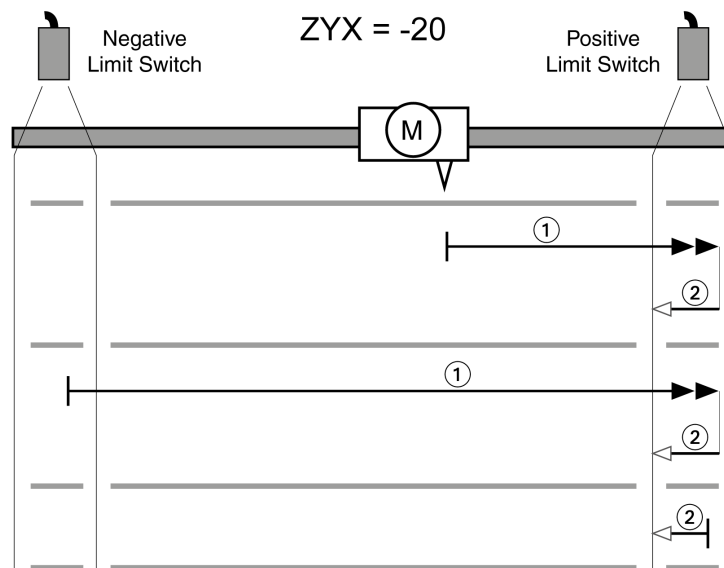 ZYX = -20
Negative
Limit Switch
Positive
Limit Switch
M
1
2
1
2
2